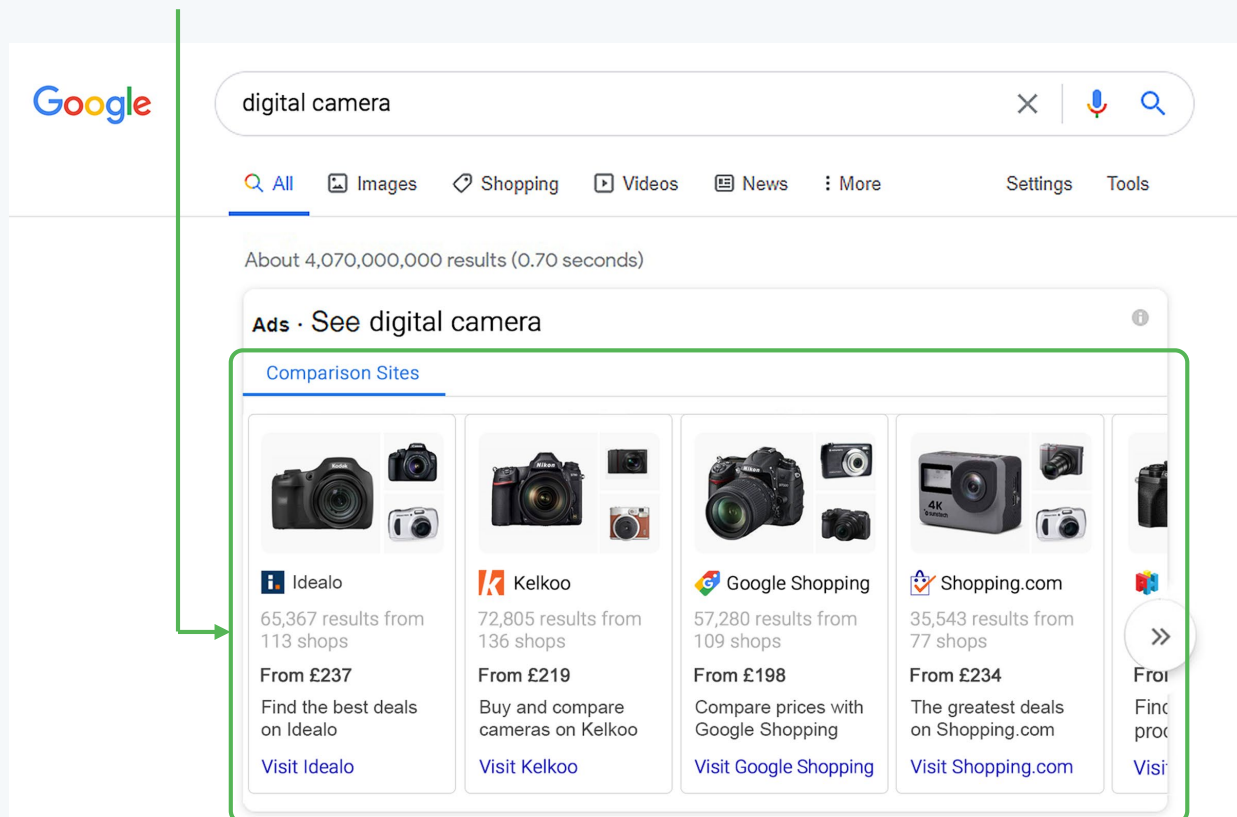 Google
digital camera
All Images Shopping Videos News More Settings Tools
About 4,070,000,000 results (0.70 seconds)
Ads · See digital camera
Comparison Sites
Kodak
Nikon
Nikon
4K
Idealo
65,367 results from
113 shops
From £237
Find the best deals
on Idealo
Visit Idealo
Kelkoo
72,805 results from
136 shops
From £219
Buy and compare
cameras on Kelkoo
Visit Kelkoo
Google Shopping
57,280 results from
109 shops
From £198
Compare prices with
Google Shopping
Visit Google Shopping
Shopping.com
35,543 results from
77 shops
From £234
The greatest deals
on Shopping.com
Visit Shopping.com